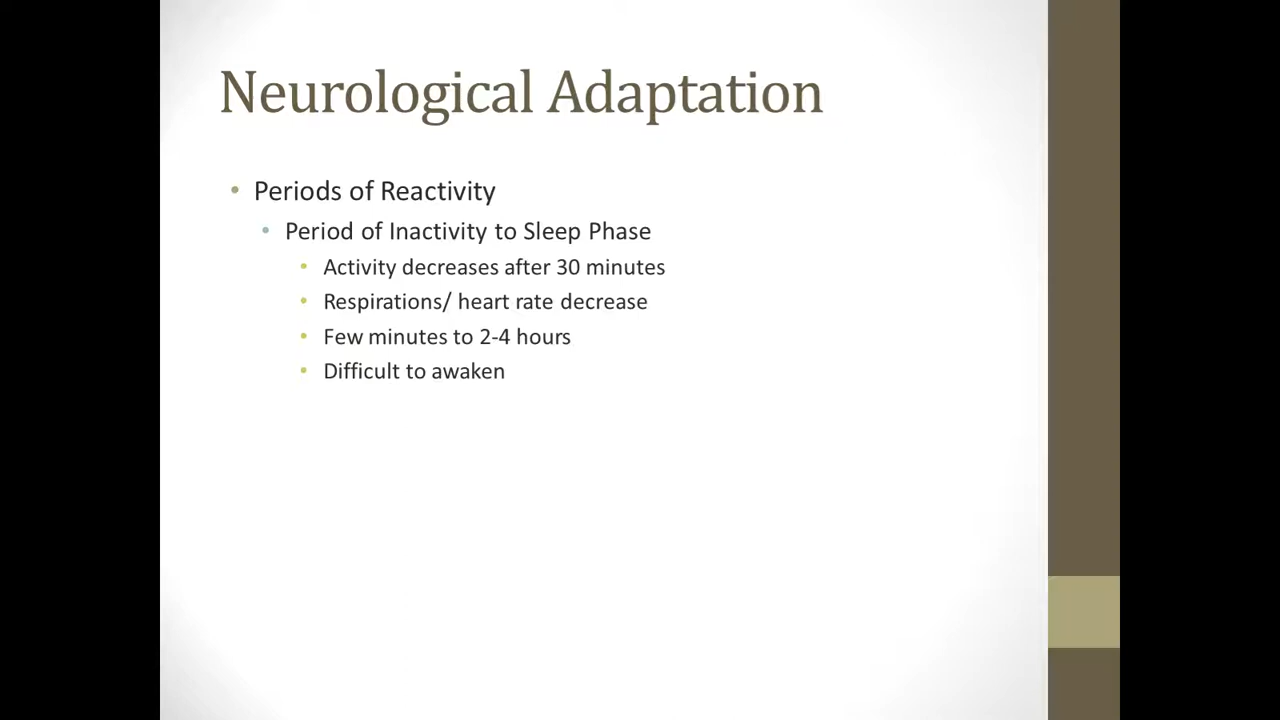 Neurological Adaptation
• Periods of Reactivity
• Period of Inactivity to Sleep Phase
• Activity decreases after 30 minutes
• Respirations/ heart rate decrease
• Few minutes to 2-4 hours
• Difficult to awaken